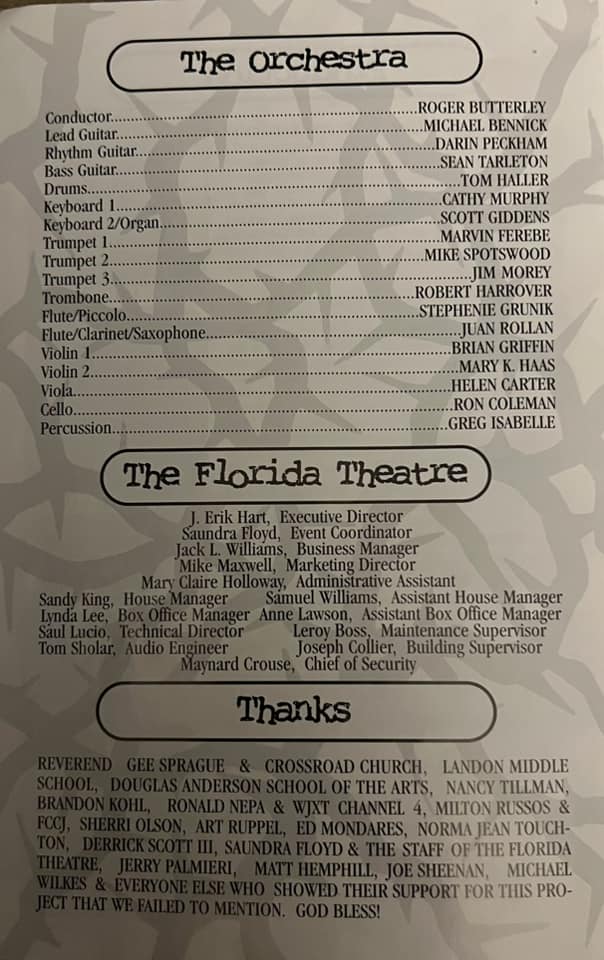 The Orchestra
Conductor..........ROGER BUTTERLEY
Lead Guitar..........MICHAEL BENNICK
Rhythm Guitar..........DARIN PECKHAM
Bass Guitar..........SEAN TARLETON
Drums..........TOM HALLER
Keyboard 1..........CATHY MURPHY
Keyboard 2/Organ..........SCOTT GIDDENS
Trumpet 1..........MARVIN FEREBE
Trumpet 2..........MIKE SPOTSWOOD
Trumpet 3..........JIM MOREY
Trombone..........ROBERT HARROVER
Flute/Piccolo..........STEPHENIE GRUNIK
Flute/Clarinet/Saxophone..........JUAN ROLLAN
Violin 1..........BRIAN GRIFFIN
Violin 2..........MARY K. HAAS
Viola..........HELEN CARTER
Cello..........RON COLEMAN
Percussion..........GREG ISABELLE
The Florida Theatre
J. Erik Hart, Executive Director
Saundra Floyd, Event Coordinator
Jack L. Williams, Business Manager
Mike Maxwell, Marketing Director
Mary Claire Holloway, Administrative Assistant
Sandy King, House Manager Samuel Williams, Assistant House Manager
Lynda Lee, Box Office Manager Anne Lawson, Assistant Box Office Manager
Saul Lucio, Technical Director Leroy Boss, Maintenance Supervisor
Tom Sholar, Audio Engineer Joseph Collier, Building Supervisor
Maynard Crouse, Chief of Security
Thanks
REVEREND GEE SPRAGUE & CROSSROAD CHURCH, LANDON MIDDLE
SCHOOL, DOUGLAS ANDERSON SCHOOL OF THE ARTS, NANCY TILLMAN,
BRANDON KOHL, RONALD NEPA & WJXT CHANNEL 4, MILTON RUSSOS &
FCCJ, SHERRI OLSON, ART RUPPEL, ED MONDARES, NORMA JEAN TOUCH-
TON, DERRICK SCOTT III, SAUNDRA FLOYD & THE STAFF OF THE FLORIDA
THEATRE, JERRY PALMIERI, MATT HEMPHILL, JOE SHEENAN, MICHAEL
WILKES & EVERYONE ELSE WHO SHOWED THEIR SUPPORT FOR THIS PRO-
JECT THAT WE FAILED TO MENTION. GOD BLESS!